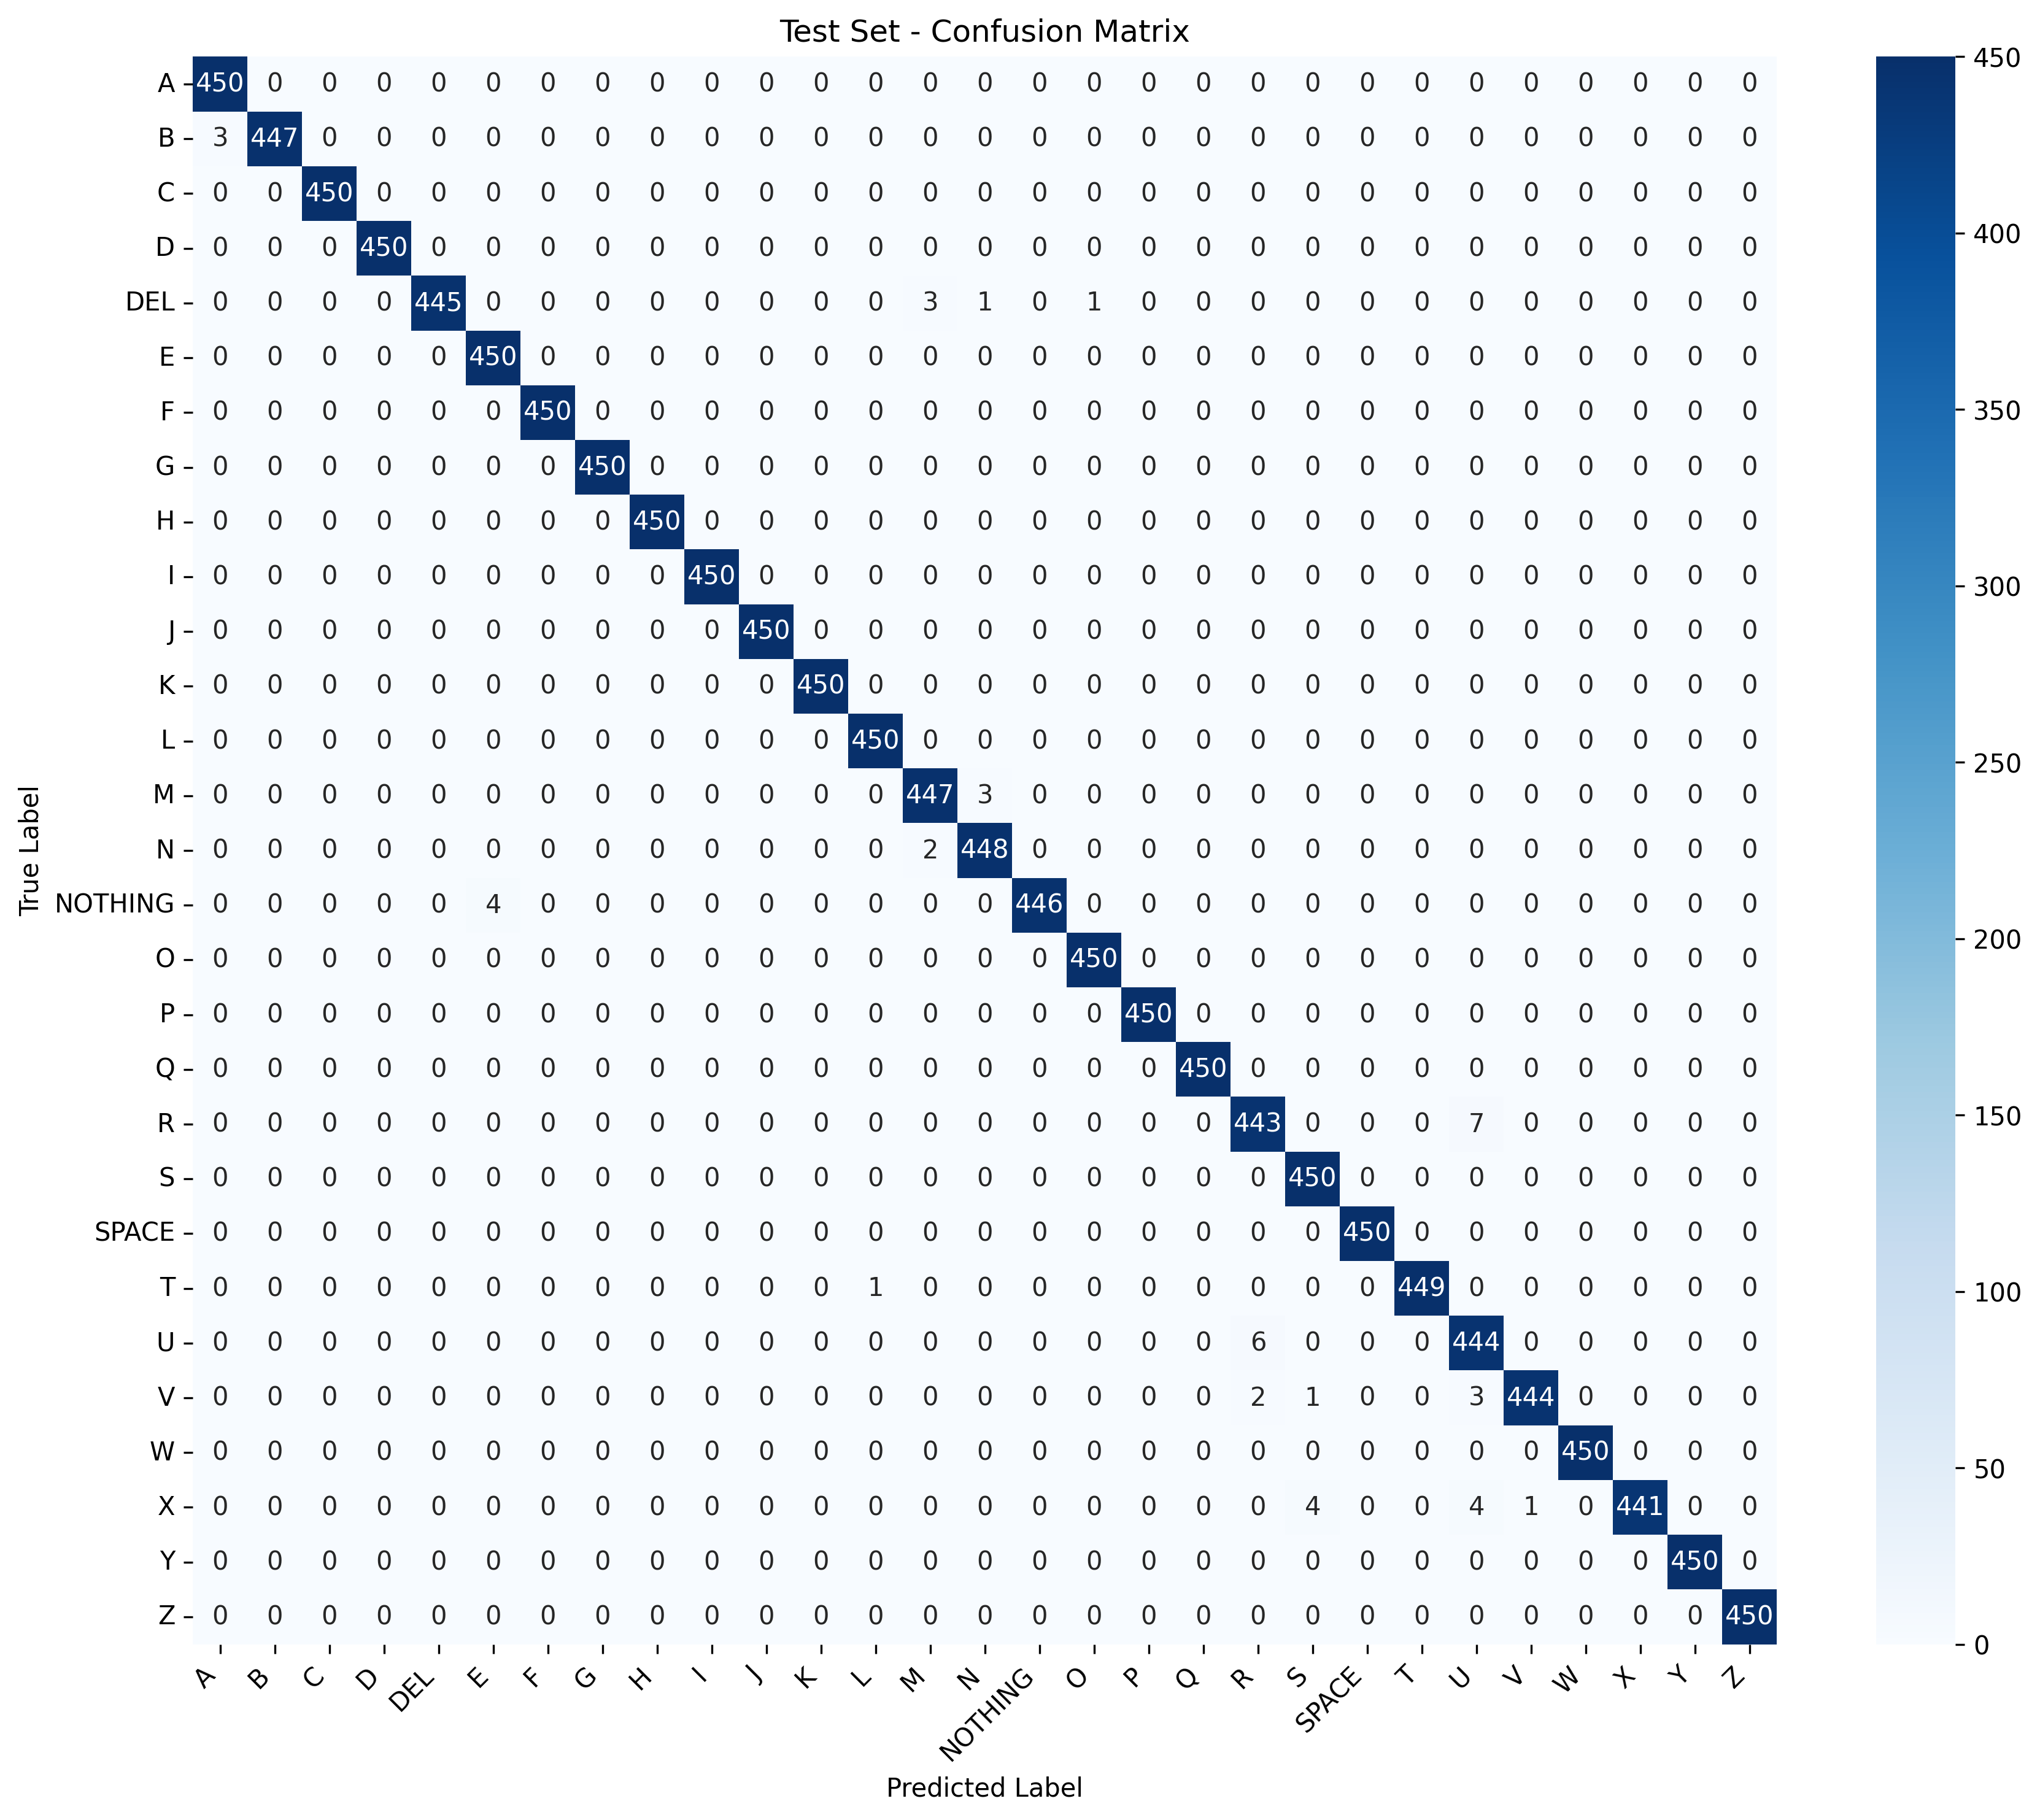 Test Set - Confusion Matrix
A 450 0 0 0 0 0 0 0 0 0 0 0 0 0 0 0 0 0 0 0 0 0 0 0 0 0 0 0 0
B 3 447 0 0 0 0 0 0 0 0 0 0 0 0 0 0 0 0 0 0 0 0 0 0 0 0 0 0 0
C 0 0 450 0 0 0 0 0 0 0 0 0 0 0 0 0 0 0 0 0 0 0 0 0 0 0 0 0 0
D 0 0 0 450 0 0 0 0 0 0 0 0 0 0 0 0 0 0 0 0 0 0 0 0 0 0 0 0 0
DEL 0 0 0 0 445 0 0 0 0 0 0 0 0 3 1 0 1 0 0 0 0 0 0 0 0 0 0 0 0
E 0 0 0 0 0 450 0 0 0 0 0 0 0 0 0 0 0 0 0 0 0 0 0 0 0 0 0 0 0
F 0 0 0 0 0 0 450 0 0 0 0 0 0 0 0 0 0 0 0 0 0 0 0 0 0 0 0 0 0
G 0 0 0 0 0 0 0 450 0 0 0 0 0 0 0 0 0 0 0 0 0 0 0 0 0 0 0 0 0
H 0 0 0 0 0 0 0 0 450 0 0 0 0 0 0 0 0 0 0 0 0 0 0 0 0 0 0 0 0
I 0 0 0 0 0 0 0 0 0 450 0 0 0 0 0 0 0 0 0 0 0 0 0 0 0 0 0 0 0
J 0 0 0 0 0 0 0 0 0 0 450 0 0 0 0 0 0 0 0 0 0 0 0 0 0 0 0 0 0
K 0 0 0 0 0 0 0 0 0 0 0 450 0 0 0 0 0 0 0 0 0 0 0 0 0 0 0 0 0
L 0 0 0 0 0 0 0 0 0 0 0 0 450 0 0 0 0 0 0 0 0 0 0 0 0 0 0 0 0
M 0 0 0 0 0 0 0 0 0 0 0 0 0 447 3 0 0 0 0 0 0 0 0 0 0 0 0 0 0
N 0 0 0 0 0 0 0 0 0 0 0 0 0 2 448 0 0 0 0 0 0 0 0 0 0 0 0 0 0
NOTHING 0 0 0 0 0 4 0 0 0 0 0 0 0 0 0 446 0 0 0 0 0 0 0 0 0 0 0 0 0
O 0 0 0 0 0 0 0 0 0 0 0 0 0 0 0 0 450 0 0 0 0 0 0 0 0 0 0 0 0
P 0 0 0 0 0 0 0 0 0 0 0 0 0 0 0 0 0 450 0 0 0 0 0 0 0 0 0 0 0
Q 0 0 0 0 0 0 0 0 0 0 0 0 0 0 0 0 0 0 450 0 0 0 0 0 0 0 0 0 0
R 0 0 0 0 0 0 0 0 0 0 0 0 0 0 0 0 0 0 0 443 0 0 0 7 0 0 0 0 0
S 0 0 0 0 0 0 0 0 0 0 0 0 0 0 0 0 0 0 0 0 450 0 0 0 0 0 0 0 0
SPACE 0 0 0 0 0 0 0 0 0 0 0 0 0 0 0 0 0 0 0 0 0 450 0 0 0 0 0 0 0
T 0 0 0 0 0 0 0 0 0 0 0 0 1 0 0 0 0 0 0 0 0 0 449 0 0 0 0 0 0
U 0 0 0 0 0 0 0 0 0 0 0 0 0 0 0 0 0 0 0 6 0 0 0 444 0 0 0 0 0
V 0 0 0 0 0 0 0 0 0 0 0 0 0 0 0 0 0 0 0 2 1 0 0 3 444 0 0 0 0
W 0 0 0 0 0 0 0 0 0 0 0 0 0 0 0 0 0 0 0 0 0 0 0 0 0 450 0 0 0
X 0 0 0 0 0 0 0 0 0 0 0 0 0 0 0 0 0 0 0 0 4 0 0 4 1 0 441 0 0
Y 0 0 0 0 0 0 0 0 0 0 0 0 0 0 0 0 0 0 0 0 0 0 0 0 0 0 0 450 0
Z 0 0 0 0 0 0 0 0 0 0 0 0 0 0 0 0 0 0 0 0 0 0 0 0 0 0 0 0 450
A B C D DEL E F G H I J K L M N NOTHING O P Q R S SPACE T U V W X Y Z
Predicted Label
True Label
450
400
350
300
250
200
150
100
50
0